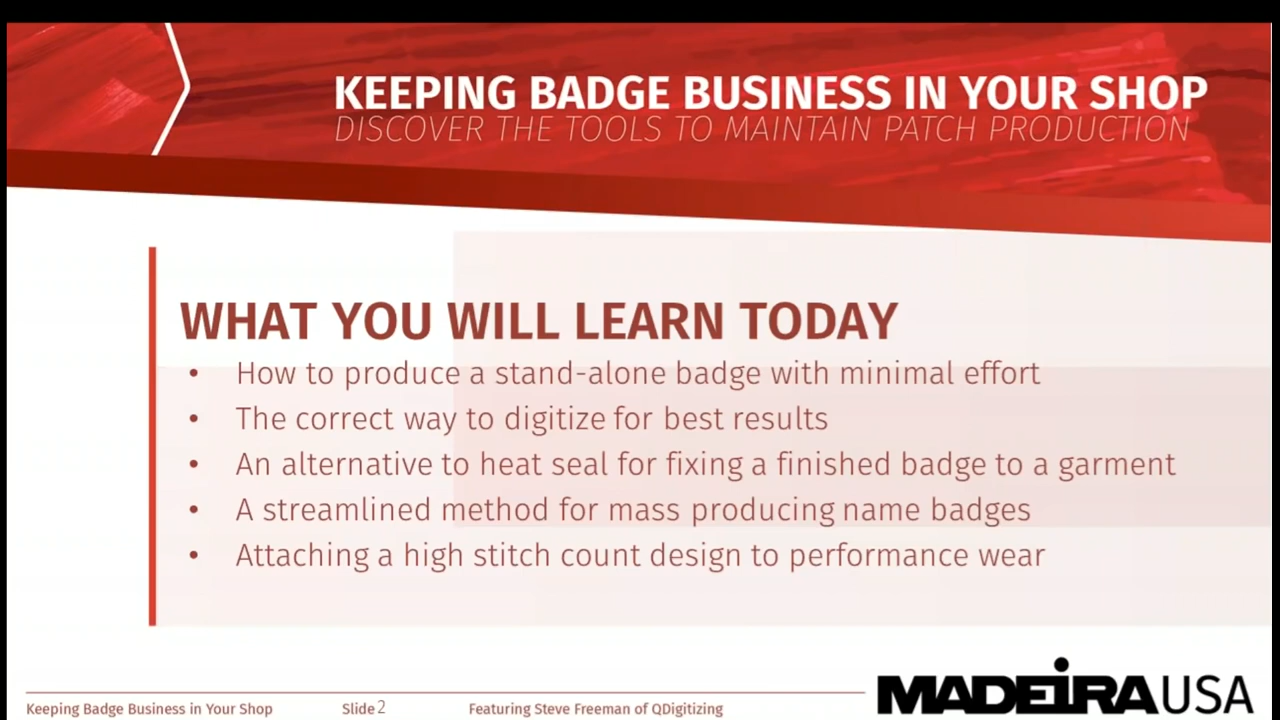 KEEPING BADGE BUSINESS IN YOUR SHOP
DISCOVER THE TOOLS TO MAINTAIN PATCH PRODUCTION
WHAT YOU WILL LEARN TODAY
• How to produce a stand-alone badge with minimal effort
• The correct way to digitize for best results
• An alternative to heat seal for fixing a finished badge to a garment
• A streamlined method for mass producing name badges
• Attaching a high stitch count design to performance wear
Keeping Badge Business in Your Shop Slide 2 Featuring Steve Freeman of QDigitizing
MADEiRA USA